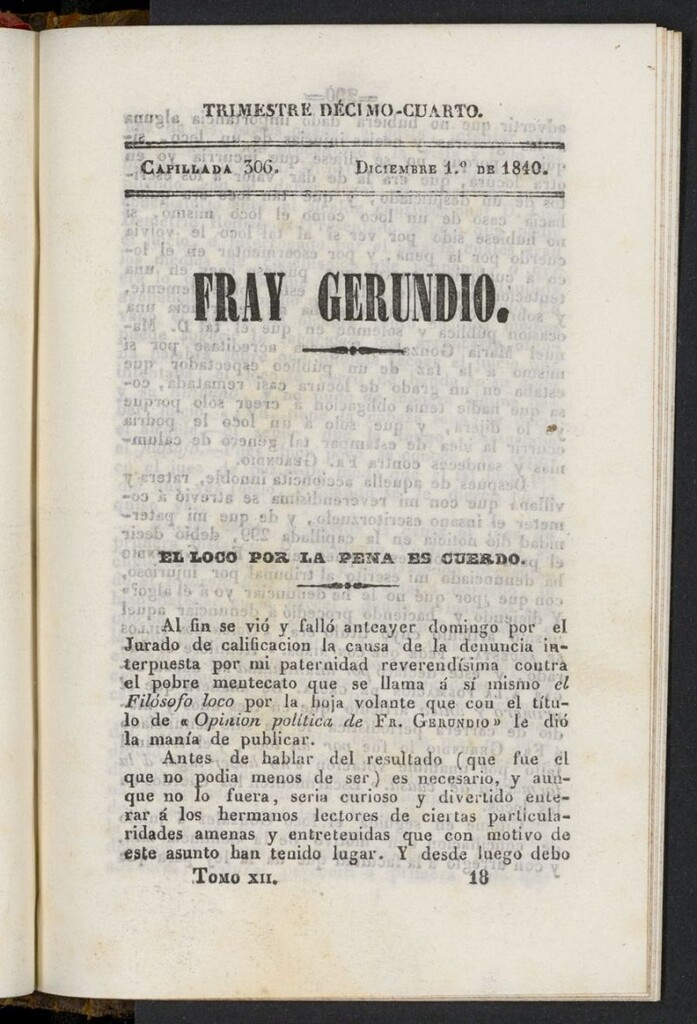 TRIMESTRE DÉCIMO-CUARTO.
CAPILLADA 306. DICIEMBRE 1.º DE 1840.
FRAY GERUNDIO.
EL LOCO POR LA PENA ES CUERDO.
Al fin se vió y falló anteayer domingo por el
Jurado de calificacion la causa de la denuncia in-
terpuesta por mi paternidad reverendísima contra
el pobre mentecato que se llama á si mismo el
Filósofo loco por la hoja volante que con el títu-
lo de «Opinion política de FR. GERUNDIO» le dió
la manía de publicar.
Antes de hablar del resultado (que fue el
que no podia menos de ser) es necesario, y aun-
que no lo fuera, seria curioso y divertido ente-
rar á los hermanos lectores de ciertas particula-
ridades amenas y entretenidas que con motivo de
este asunto han tenido lugar. Y desde luego debo
TOMO XII. 18